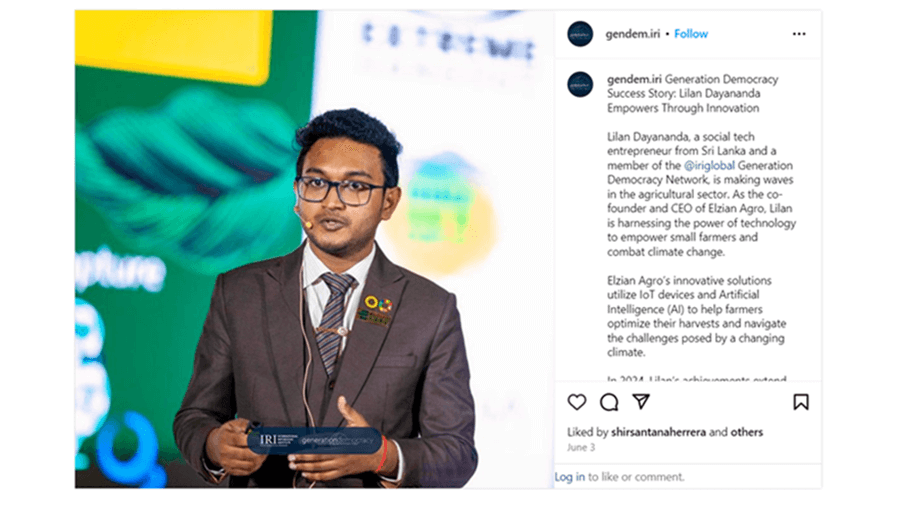 pture
IRI
generationdemocracy
gendem.iri • Follow
gendem.iri Generation Democracy
Success Story: Lilan Dayananda
Empowers Through Innovation
Lilan Dayananda, a social tech
entrepreneur from Sri Lanka and a
member of the @iriglobal Generation
Democracy Network, is making waves
in the agricultural sector. As the co-
founder and CEO of Elzian Agro, Lilan
is harnessing the power of technology
to empower small farmers and
combat climate change.
Elzian Agro's innovative solutions
utilize IoT devices and Artificial
Intelligence (AI) to help farmers
optimize their harvests and navigate
the challenges posed by a changing
climate.
In 2024, Lilan's achievements extend
Liked by shirsantanaherrera and others
June 3
Log in to like or comment.